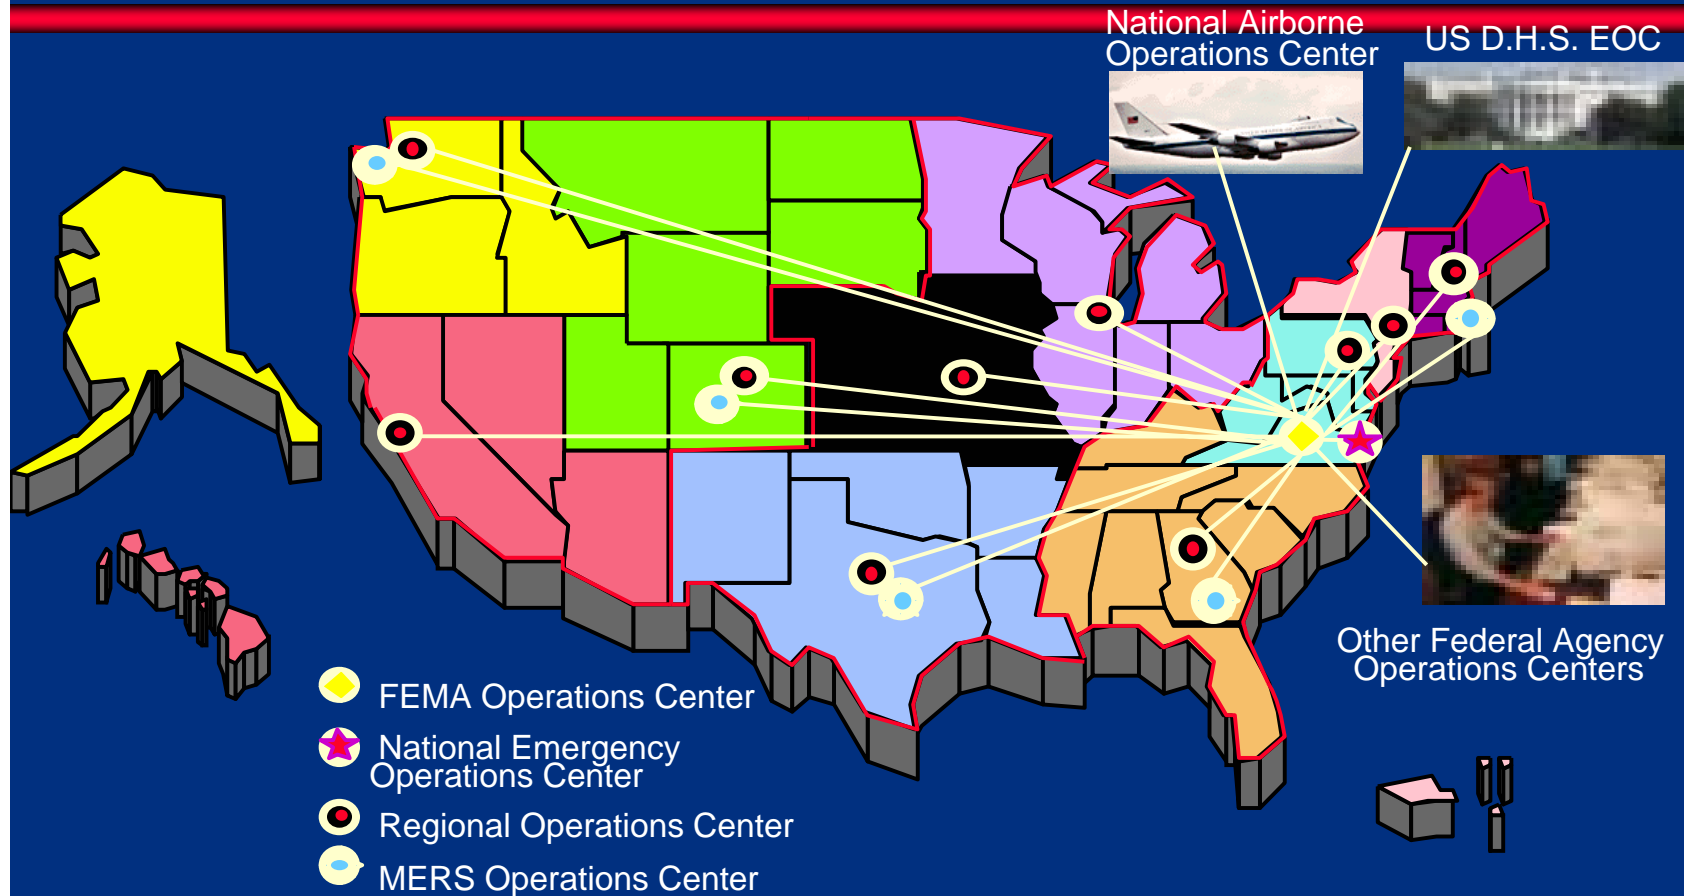 National Airborne
Operations Center
US D.H.S. EOC
Other Federal Agency
Operations Centers
FEMA Operations Center
National Emergency
Operations Center
Regional Operations Center
MERS Operations Center